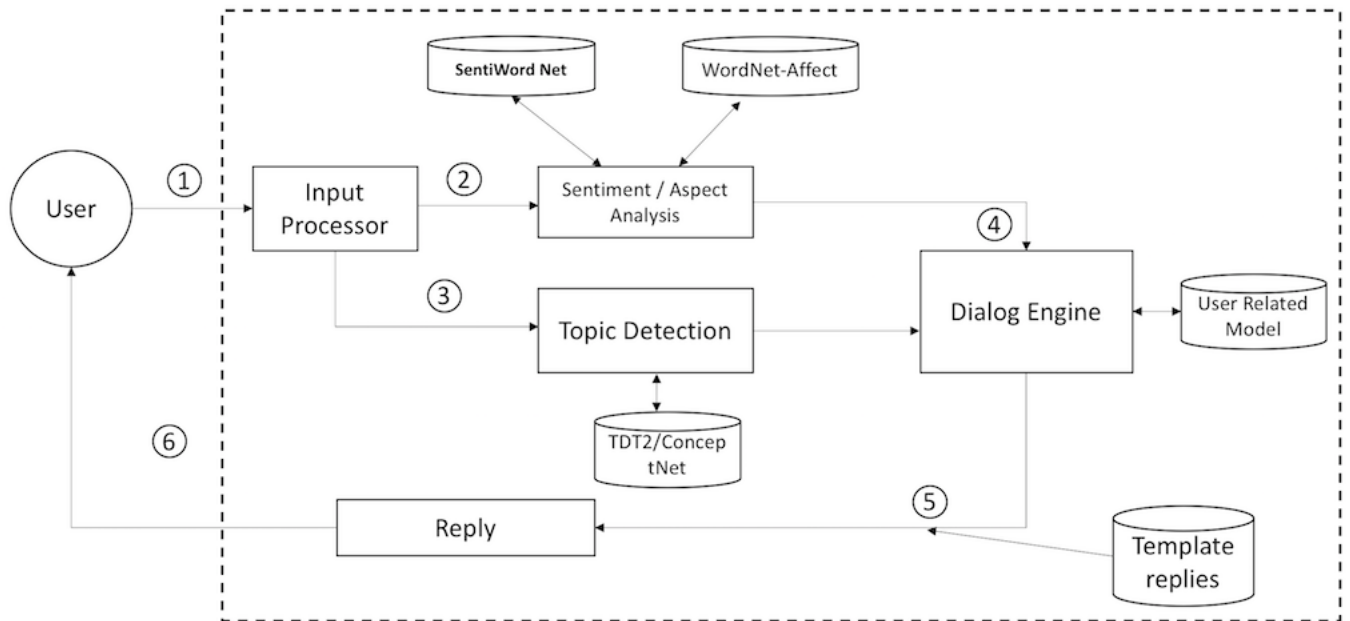 SentiWord Net
WordNet-Affect
①
②
User
Input
Processor
Sentiment / Aspect
Analysis
④
③
Topic Detection
Dialog Engine
User Related
Model
⑥
TDT2/Concep
tNet
⑤
Reply
Template
replies